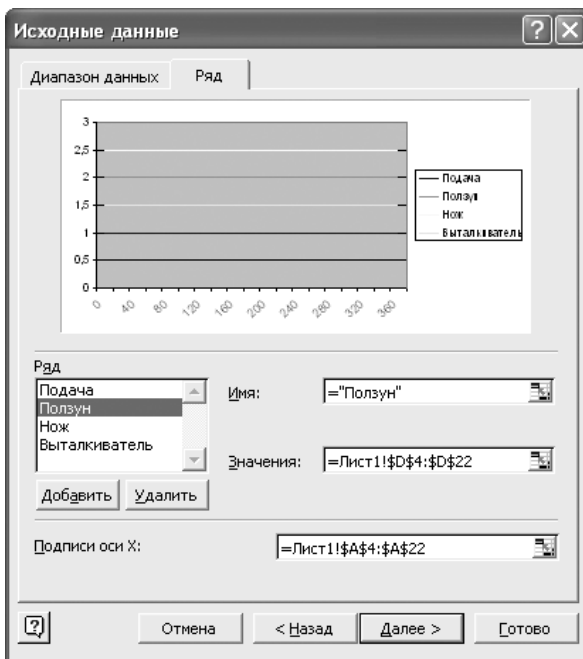 Исходные данные
Диапазон данных Ряд
3
2,5
2
1,5
1
0,5
0
0 40 80 120 160 200 240 280 320 360
Подача
Ползун
Нож
Выталкиватель
Ряд
Подача
Ползун
Нож
Выталкиватель
Имя: ="Ползун"
Значения: =Лист1!$D$4:$D$22
Добавить Удалить
Подписи оси X: =Лист1!$A$4:$A$22
Отмена < Назад Далее > Готово